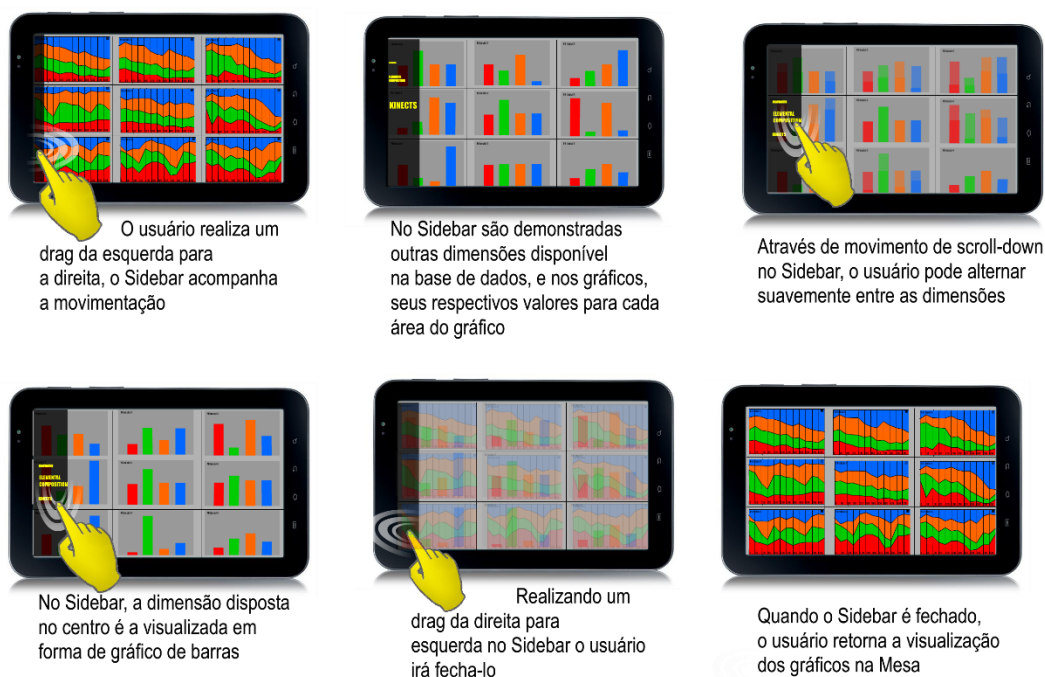 O usuário realiza um
drag da esquerda para
a direita, o Sidebar acompanha
a movimentação
KINECTS
No Sidebar são demonstradas
outras dimensões disponível
na base de dados, e nos gráficos,
seus respectivos valores para cada
área do gráfico
ELEMENTAL
COMPOSITION
KINECTS
Através de movimento de scroll-down
no Sidebar, o usuário pode alternar
suavemente entre as dimensões
ELEMENTAL
COMPOSITION
KINECTS
No Sidebar, a dimensão disposta
no centro é a visualizada em
forma de gráfico de barras
Realizando um
drag da direita para
esquerda no Sidebar o usuário
irá fecha-lo
Quando o Sidebar é fechado,
o usuário retorna a visualização
dos gráficos na Mesa